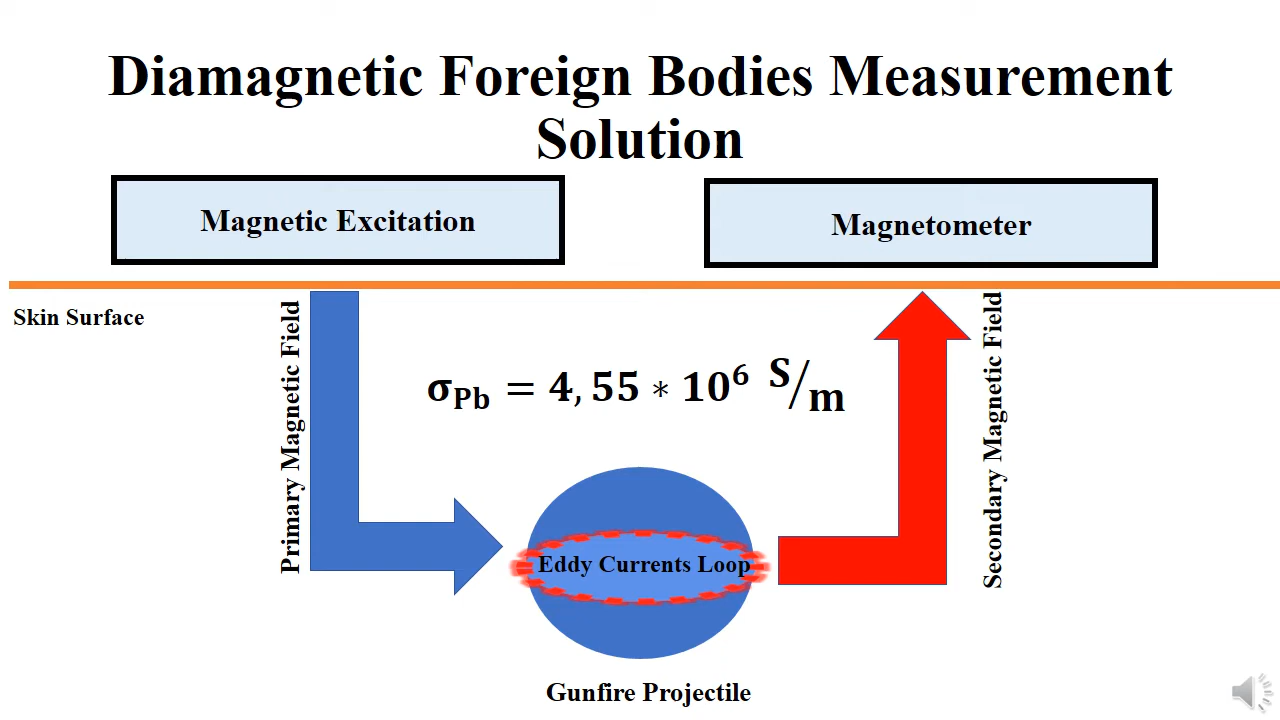 Diamagnetic Foreign Bodies Measurement
Solution
Magnetic Excitation
Magnetometer
Skin Surface
Primary Magnetic Field
σPb = 4,55 ∗ 10⁶ S/m
Secondary Magnetic Field
Eddy Currents Loop
Gunfire Projectile